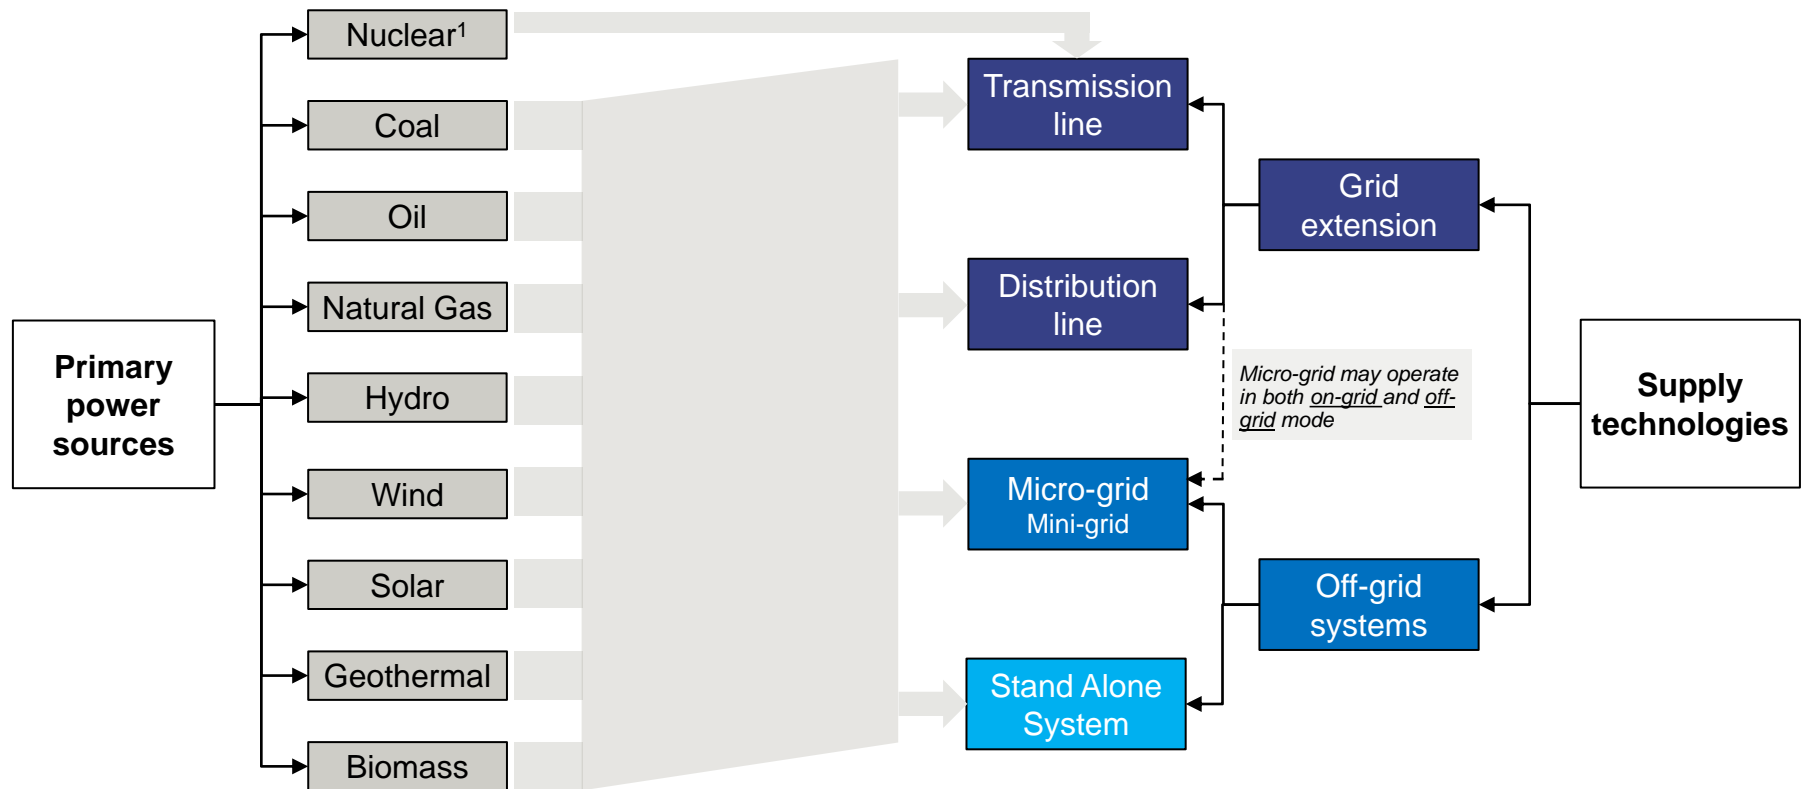 Primary
power
sources
Nuclear¹
Coal
Oil
Natural Gas
Hydro
Wind
Solar
Geothermal
Biomass
Transmission
line
Distribution
line
Micro-grid
Mini-grid
Stand Alone
System
Micro-grid may operate
in both on-grid and off-
grid mode
Grid
extension
Off-grid
systems
Supply
technologies